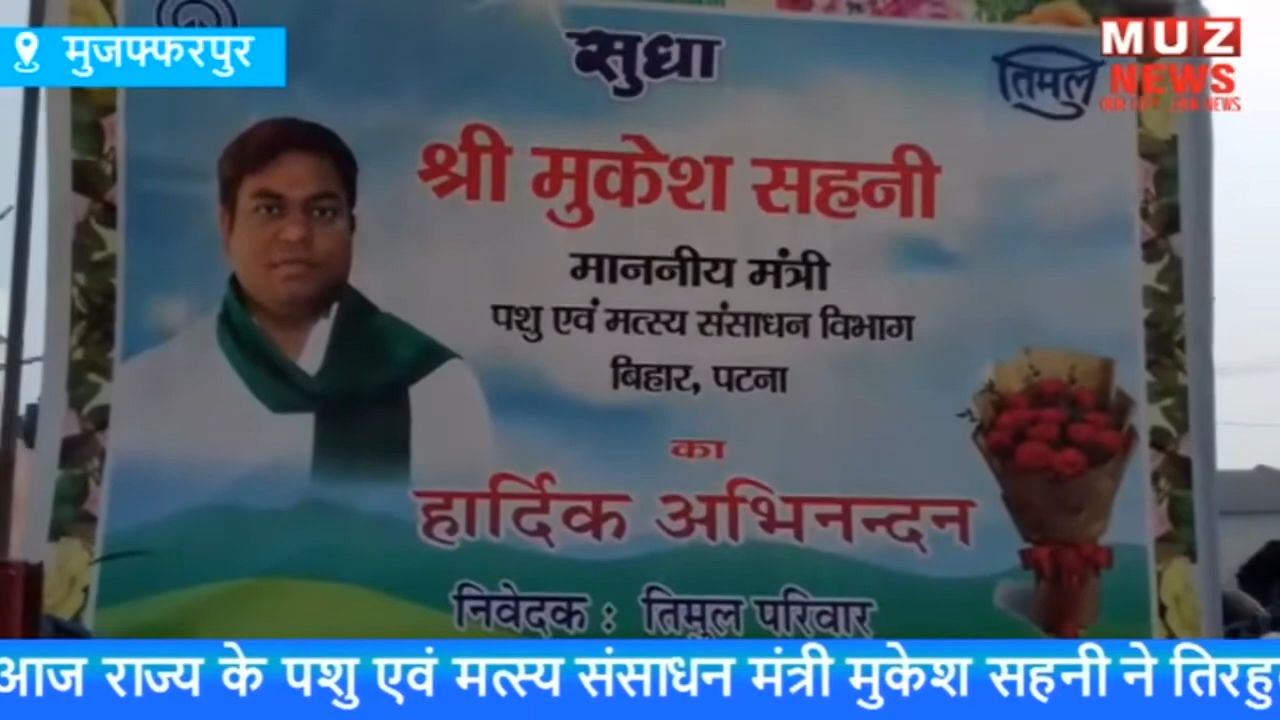 मुजफ्फरपुर
सुधा
तिमुल
MUZ
NEWS
श्री मुकेश सहनी
माननीय मंत्री
पशु एवं मत्स्य संसाधन विभाग
बिहार, पटना
का
हार्दिक अभिनन्दन
निवेदक : तिमुल परिवार
आज राज्य के पशु एवं मत्स्य संसाधन मंत्री मुकेश सहनी ने